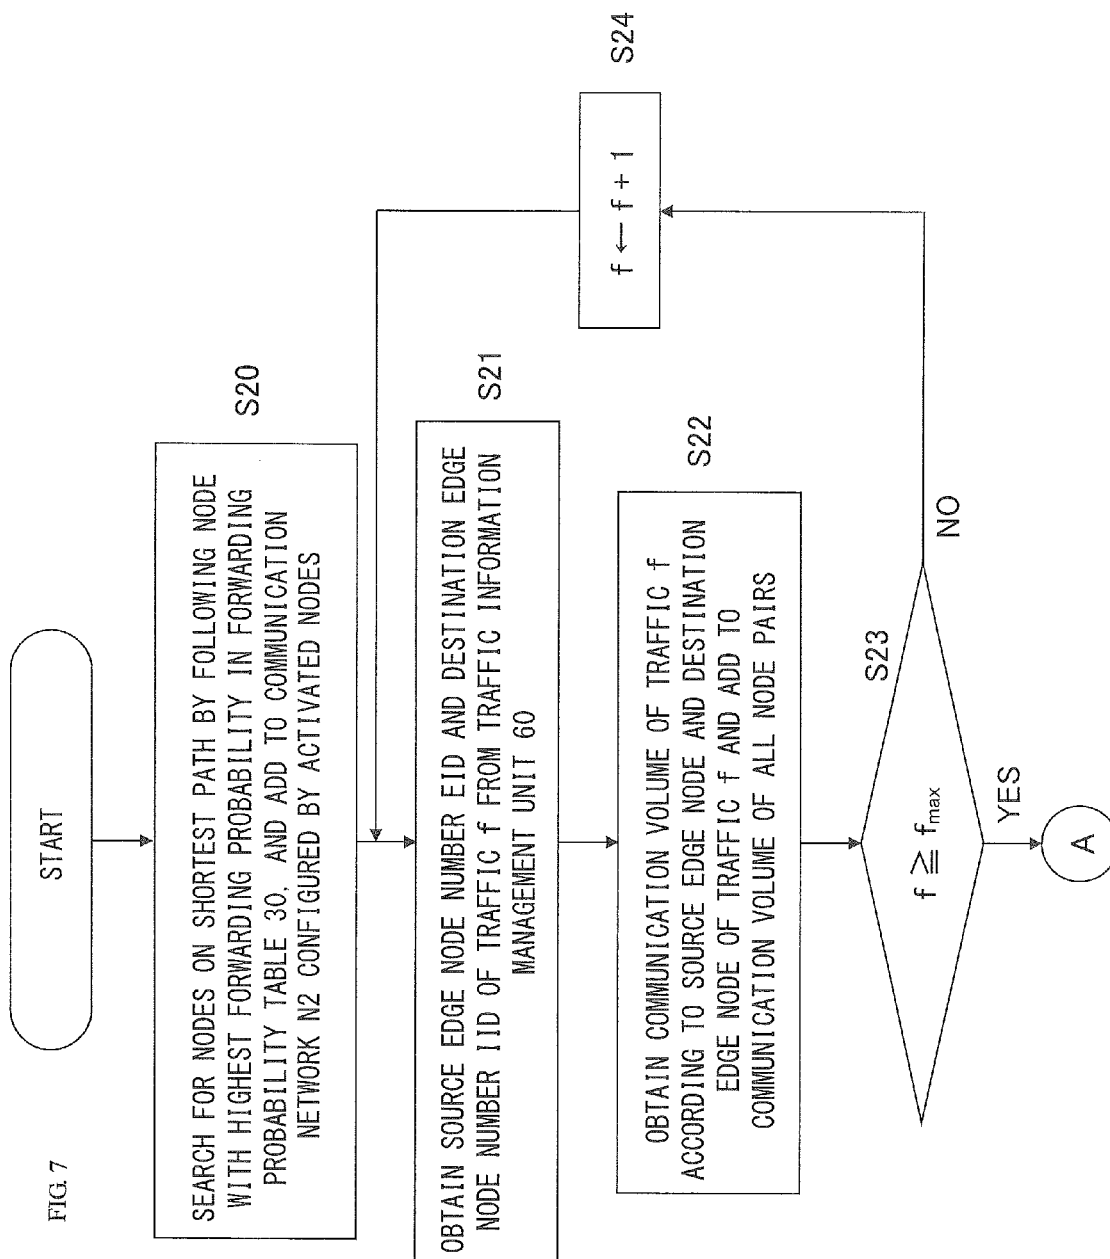 FIG. 7
START
SEARCH FOR NODES ON SHORTEST PATH BY FOLLOWING NODE
WITH HIGHEST FORWARDING PROBABILITY IN FORWARDING
PROBABILITY TABLE 30, AND ADD TO COMMUNICATION
NETWORK N2 CONFIGURED BY ACTIVATED NODES
S20
OBTAIN SOURCE EDGE NODE NUMBER EID AND DESTINATION EDGE
NODE NUMBER IID OF TRAFFIC f FROM TRAFFIC INFORMATION
MANAGEMENT UNIT 60
S21
OBTAIN COMMUNICATION VOLUME OF TRAFFIC f
ACCORDING TO SOURCE EDGE NODE AND DESTINATION
EDGE NODE OF TRAFFIC f AND ADD TO
COMMUNICATION VOLUME OF ALL NODE PAIRS
S22
f ≧ fmax
S23
YES
NO
f ← f + 1
S24
A